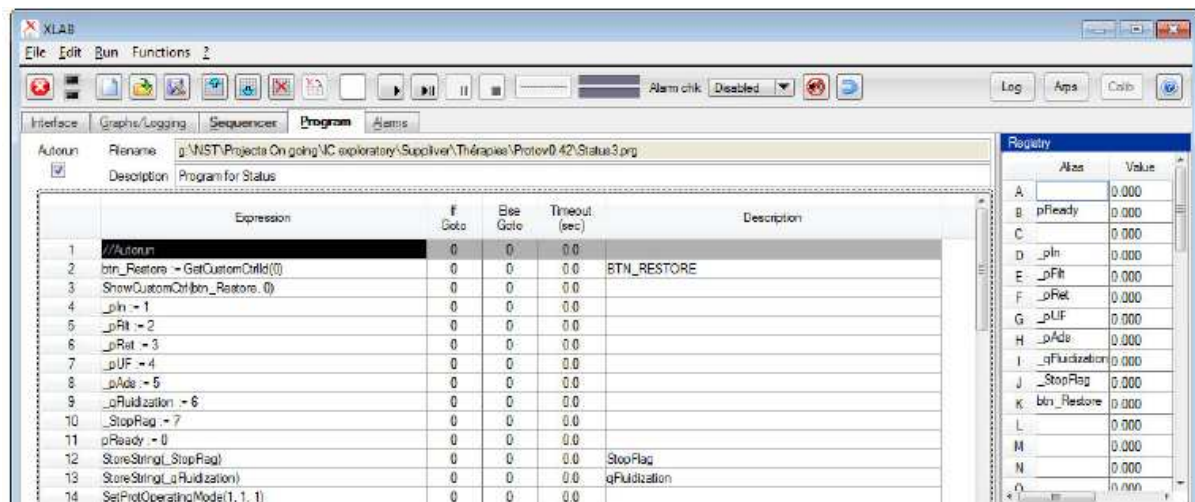 XLAB
File Edit Run Functions ?
Alarm chk Disabled Log Arps Calib
Interface Graphs/Logging Sequencer Program Alarms
Autorun Filename g:\NST\Projects On going\IC exploratory\Suppliver\Thérapies\Protov0.42\Status3.prg
Description Program for Status
Expression If Goto Else Goto Timeout (sec) Description
1 //Autorun 0 0 0.0
2 btn_Restore := GetCustomCtrlId(0) 0 0 0.0 BTN_RESTORE
3 ShowCustomCtrl(btn_Restore, 0) 0 0 0.0
4 _pIn := 1 0 0 0.0
5 _pFilt := 2 0 0 0.0
6 _pRet := 3 0 0 0.0
7 _pUF := 4 0 0 0.0
8 _pAds := 5 0 0 0.0
9 _qFluidization := 6 0 0 0.0
10 _StopFlag := 7 0 0 0.0
11 pReady := 0 0 0 0.0
12 StoreString(_StopFlag) 0 0 0.0 StopFlag
13 StoreString(_qFluidization) 0 0 0.0 qFluidization
14 SetProtOperatingMode(1, 1, 1) 0 0 0.0
Registry
Alias Value
A 0.000
B pReady 0.000
C 0.000
D _pIn 0.000
E _pFilt 0.000
F _pRet 0.000
G _pUF 0.000
H _pAds 0.000
I _qFluidization 0.000
J _StopFlag 0.000
K btn_Restore 0.000
L 0.000
M 0.000
N 0.000
O 0.000